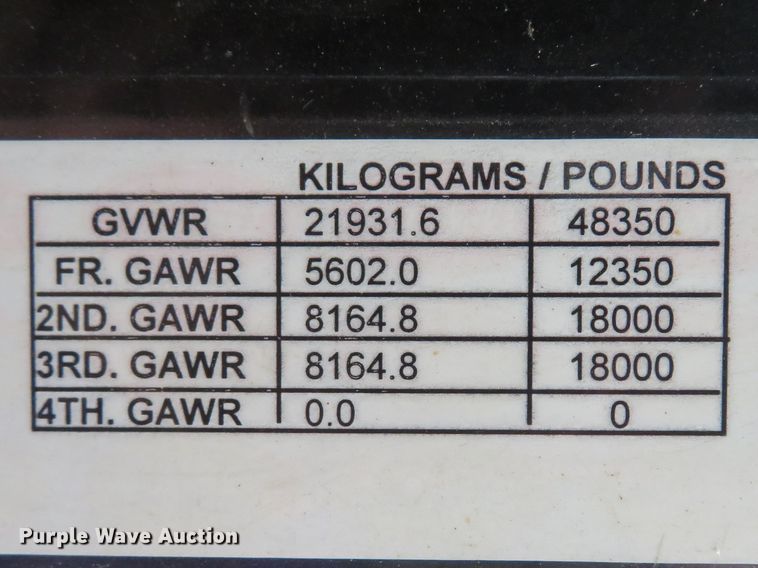 KILOGRAMS / POUNDS
GVWR 21931.6 48350
FR. GAWR 5602.0 12350
2ND. GAWR 8164.8 18000
3RD. GAWR 8164.8 18000
4TH. GAWR 0.0 0
Purple Wave Auction®